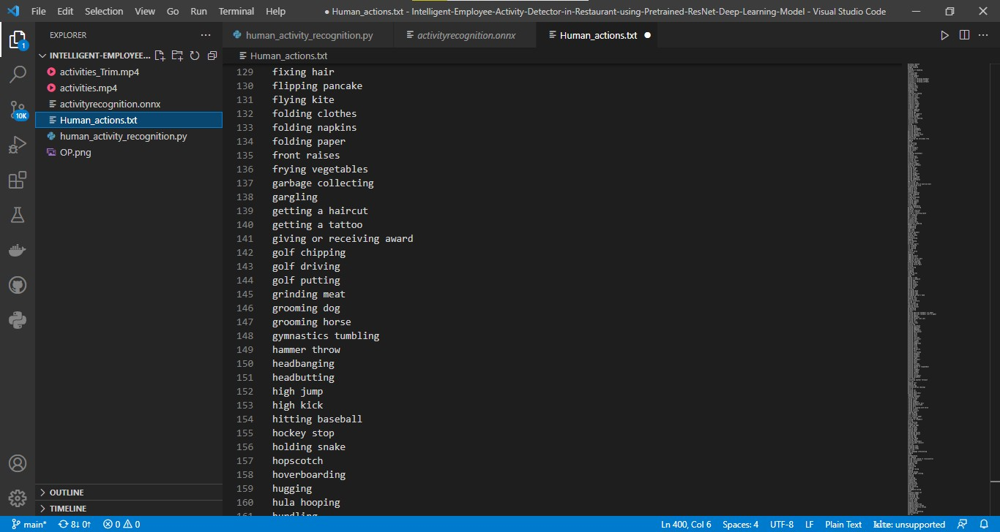 File Edit Selection View Go Run Terminal Help
● Human_actions.txt - Intelligent-Employee-Activity-Detector-in-Restaurant-using-Pretrained-ResNet-Deep-Learning-Model - Visual Studio Code
EXPLORER
INTELLIGENT-EMPLOYEE...
activities_Trim.mp4
activities.mp4
activityrecognition.onnx
Human_actions.txt
human_activity_recognition.py
OP.png
OUTLINE
TIMELINE
1
10K
human_activity_recognition.py activityrecognition.onnx Human_actions.txt
Human_actions.txt
129 fixing hair
130 flipping pancake
131 flying kite
132 folding clothes
133 folding napkins
134 folding paper
135 front raises
136 frying vegetables
137 garbage collecting
138 gargling
139 getting a haircut
140 getting a tattoo
141 giving or receiving award
142 golf chipping
143 golf driving
144 golf putting
145 grinding meat
146 grooming dog
147 grooming horse
148 gymnastics tumbling
149 hammer throw
150 headbanging
151 headbutting
152 high jump
153 high kick
154 hitting baseball
155 hockey stop
156 holding snake
157 hopscotch
158 hoverboarding
159 hugging
160 hula hooping
161 hurdling
main* 8↓ 0↑ 0 0 Ln 400, Col 6 Spaces: 4 UTF-8 LF Plain Text kite: unsupported